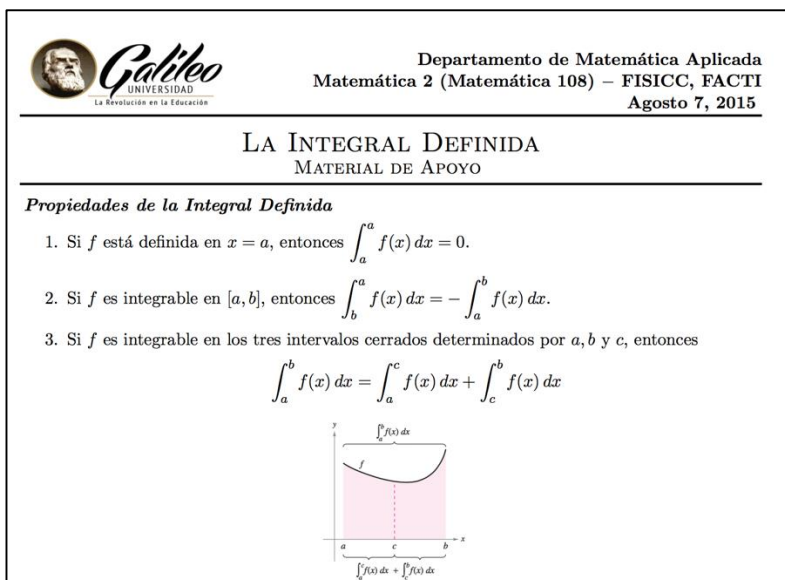 Galileo
UNIVERSIDAD
La Revolución en la Educación
Departamento de Matemática Aplicada
Matemática 2 (Matemática 108) – FISICC, FACTI
Agosto 7, 2015
LA INTEGRAL DEFINIDA
MATERIAL DE APOYO
Propiedades de la Integral Definida
1. Si f está definida en x = a, entonces ∫_a^a f(x) dx = 0.
2. Si f es integrable en [a, b], entonces ∫_b^a f(x) dx = − ∫_a^b f(x) dx.
3. Si f es integrable en los tres intervalos cerrados determinados por a, b y c, entonces
∫_a^b f(x) dx = ∫_a^c f(x) dx + ∫_c^b f(x) dx
y
∫_a^b f(x) dx
f
a c b x
∫_a^c f(x) dx + ∫_c^b f(x) dx